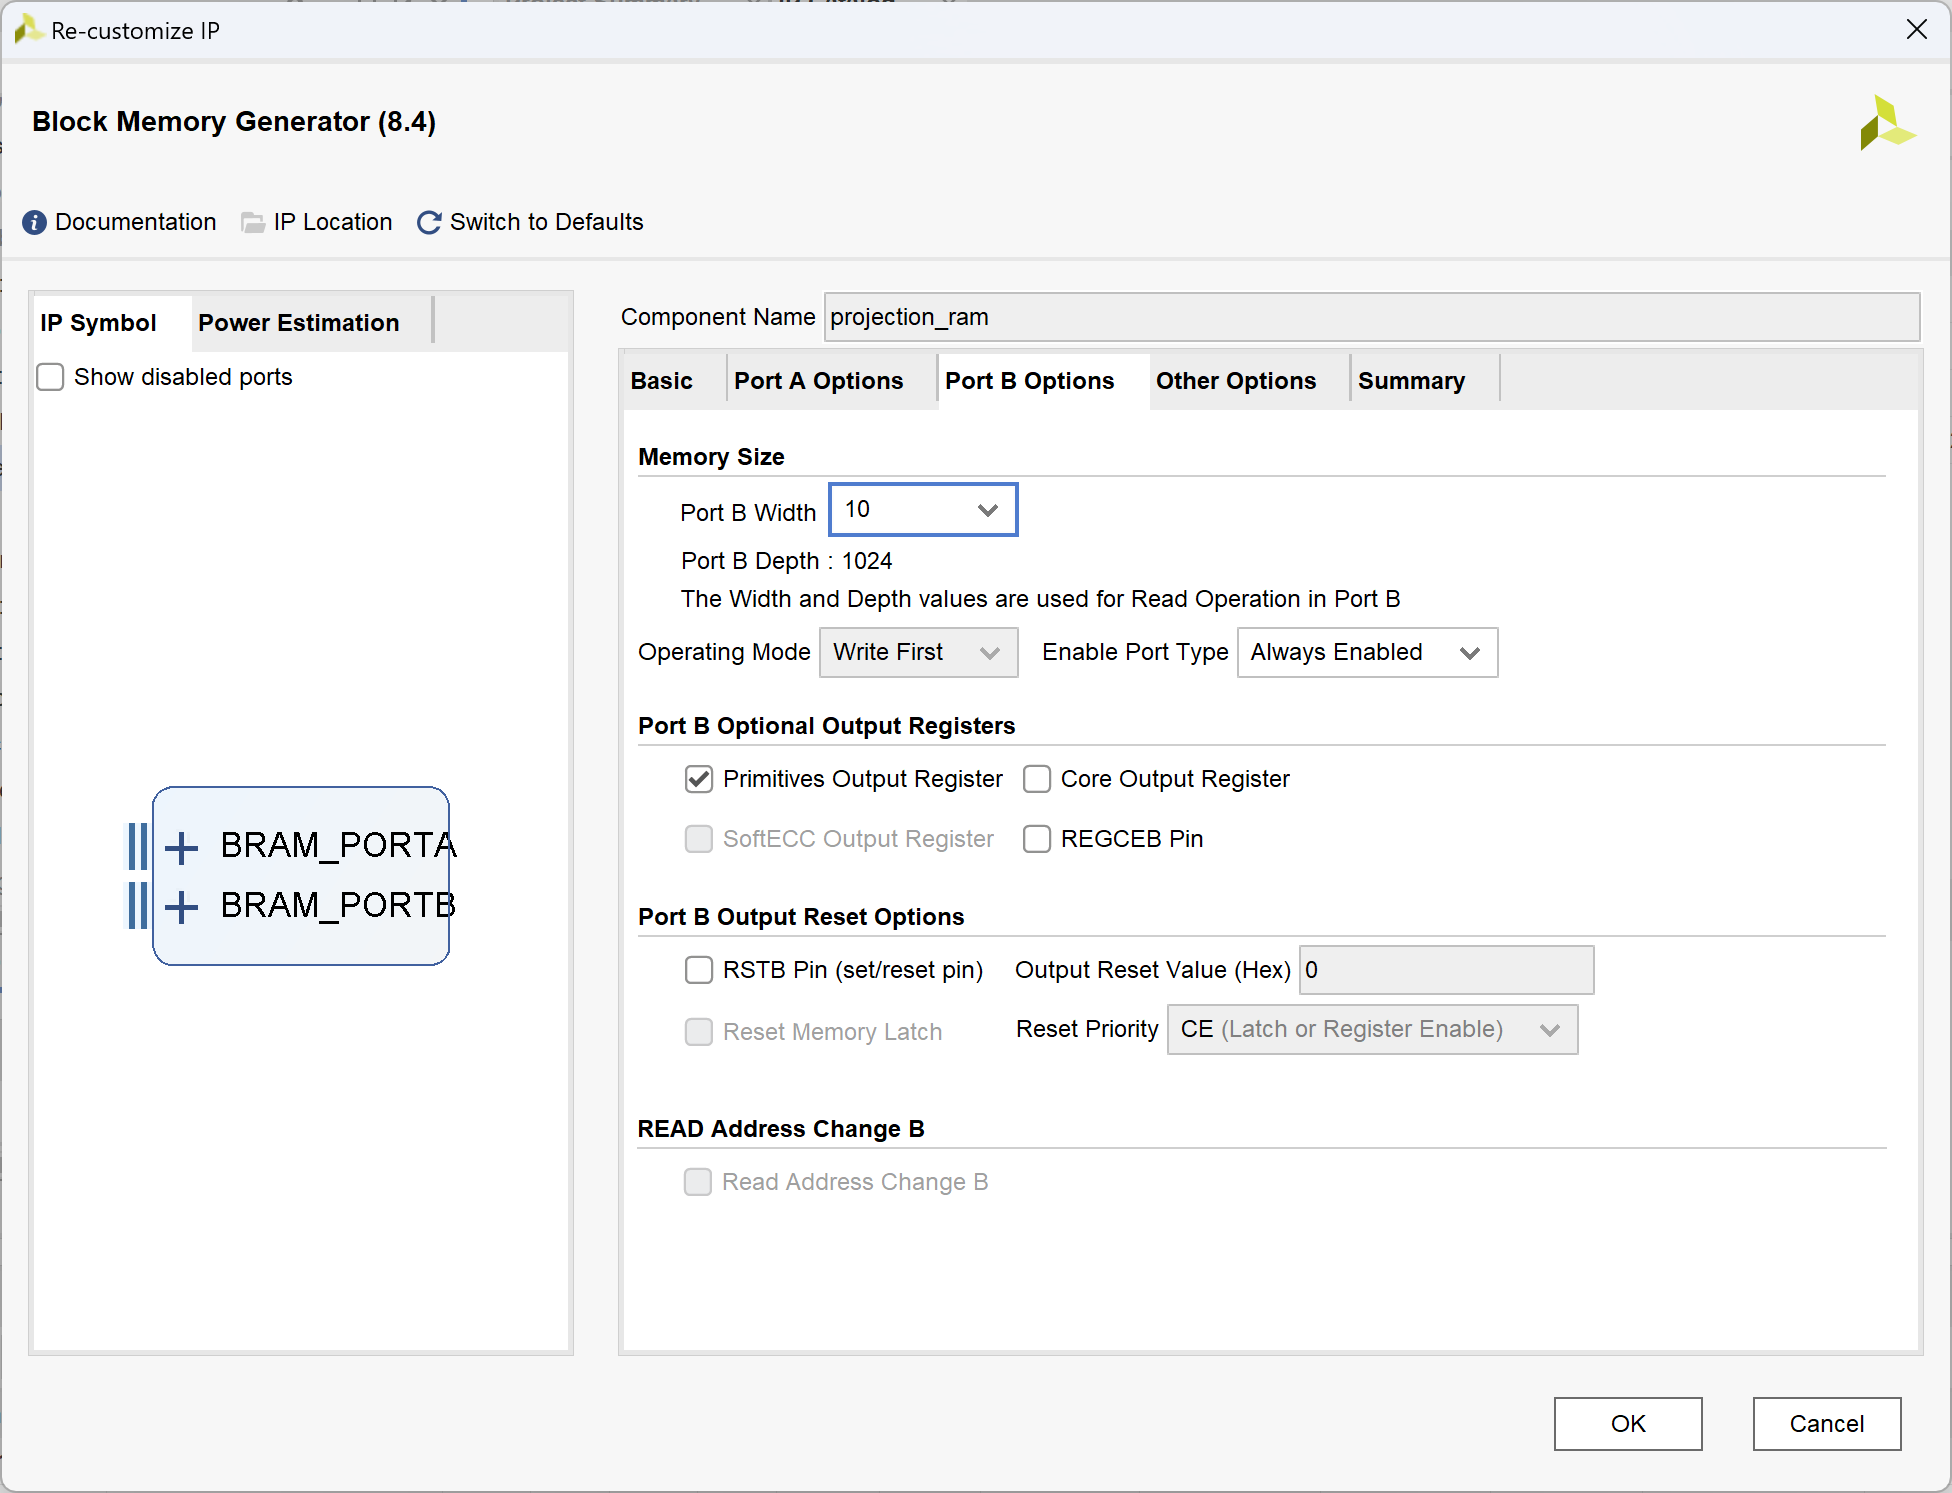 Re-customize IP
Block Memory Generator (8.4)
Documentation IP Location Switch to Defaults
IP Symbol Power Estimation
Show disabled ports
BRAM_PORTA
BRAM_PORTB
Component Name projection_ram
Basic Port A Options Port B Options Other Options Summary
Memory Size
Port B Width 10
Port B Depth : 1024
The Width and Depth values are used for Read Operation in Port B
Operating Mode Write First Enable Port Type Always Enabled
Port B Optional Output Registers
Primitives Output Register Core Output Register
SoftECC Output Register REGCEB Pin
Port B Output Reset Options
RSTB Pin (set/reset pin) Output Reset Value (Hex) 0
Reset Memory Latch Reset Priority CE (Latch or Register Enable)
READ Address Change B
Read Address Change B
OK Cancel